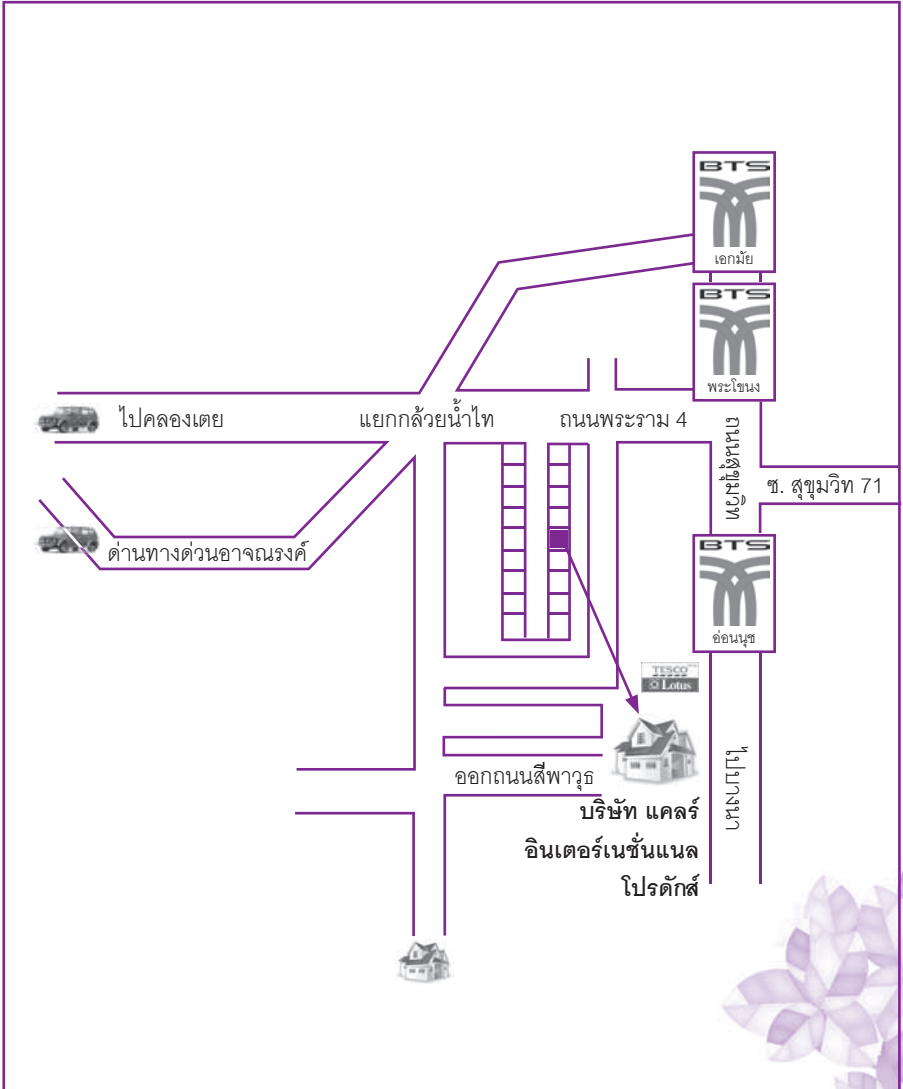 BTS
เอกมัย
BTS
พระโขนง
ไปคลองเตย
แยกกล้วยน้ำไท
ถนนพระราม 4
ถนนสุขุมวิท
ซ. สุขุมวิท 71
ด่านทางด่วนอาจณรงค์
BTS
อ่อนนุช
TESCO
Lotus
ออกถนนสีพาวุธ
ไปบางนา
บริษัท แคลร์
อินเตอร์เนชั่นแนล
โปรดักส์